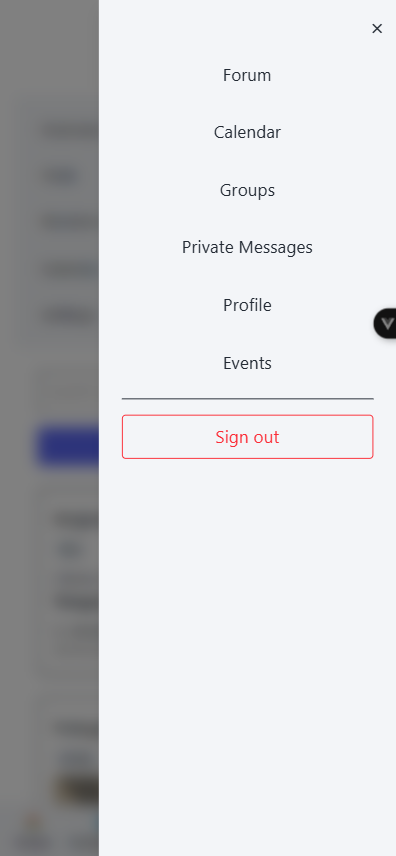 ×
Forum
Calendar
Groups
Private Messages
Profile
Events
Sign out